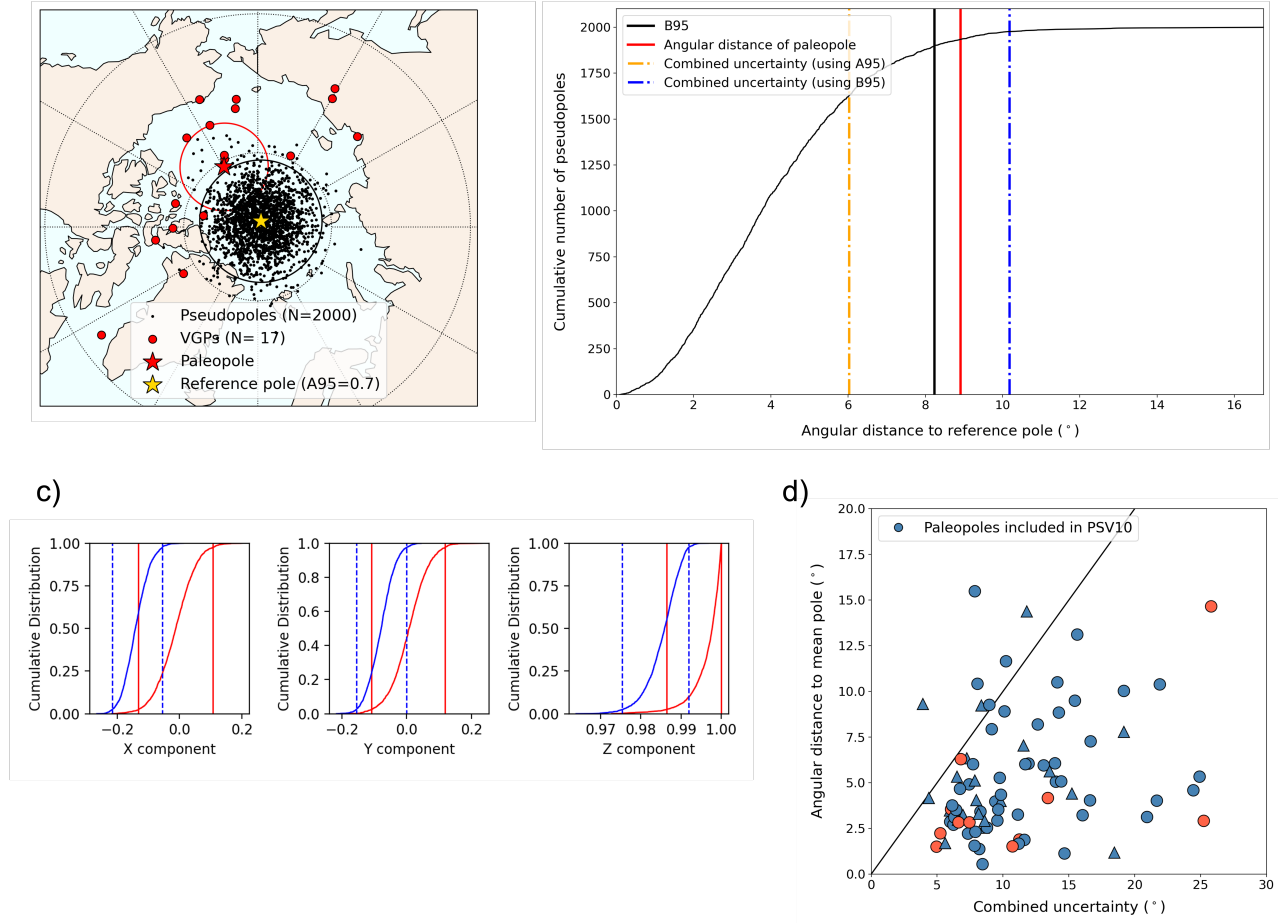 Pseudopoles (N=2000)
VGPs (N= 17)
Paleopole
Reference pole (A95=0.7)
B95
Angular distance of paleopole
Combined uncertainty (using A95)
Combined uncertainty (using B95)
Cumulative number of pseudopoles
2000
1750
1500
1250
1000
750
500
250
0
0 2 4 6 8 10 12 14 16
Angular distance to reference pole (°)
c)
Cumulative Distribution
1.00
0.75
0.50
0.25
0.00
−0.2 0.0 0.2
X component
Cumulative Distribution
1.0
0.8
0.6
0.4
0.2
0.0
−0.2 0.0 0.2
Y component
Cumulative Distribution
1.00
0.75
0.50
0.25
0.00
0.97 0.98 0.99 1.00
Z component
d)
Paleopoles included in PSV10
Angular distance to mean pole (°)
20.0
17.5
15.0
12.5
10.0
7.5
5.0
2.5
0.0
0 5 10 15 20 25 30
Combined uncertainty (°)